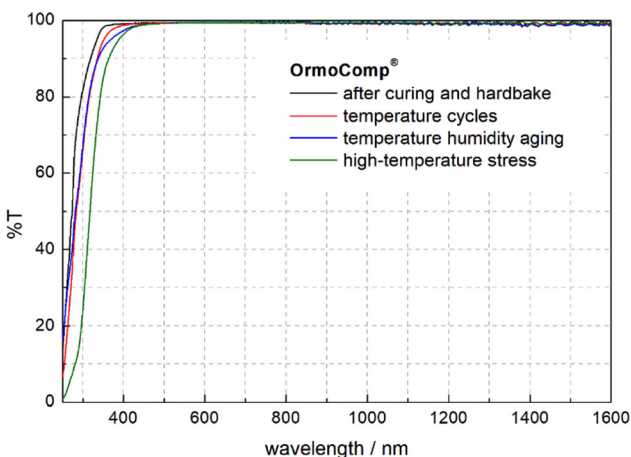 100
80
60
40
20
0
%T
OrmoComp®
after curing and hardbake
temperature cycles
temperature humidity aging
high-temperature stress
400 600 800 1000 1200 1400 1600
wavelength / nm